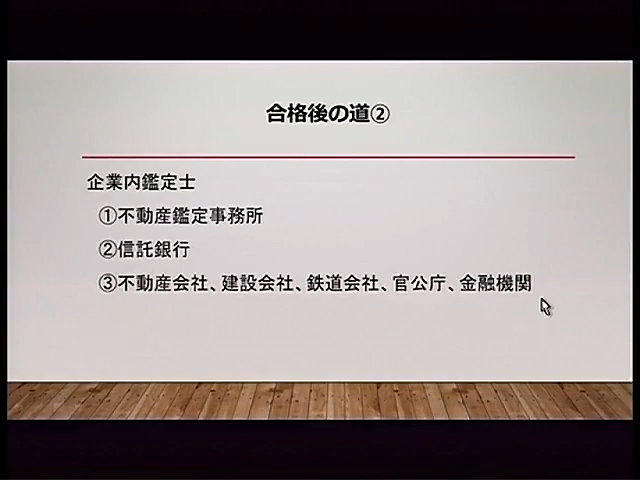 合格後の道②
企業内鑑定士
①不動産鑑定事務所
②信託銀行
③不動産会社、建設会社、鉄道会社、官公庁、金融機関